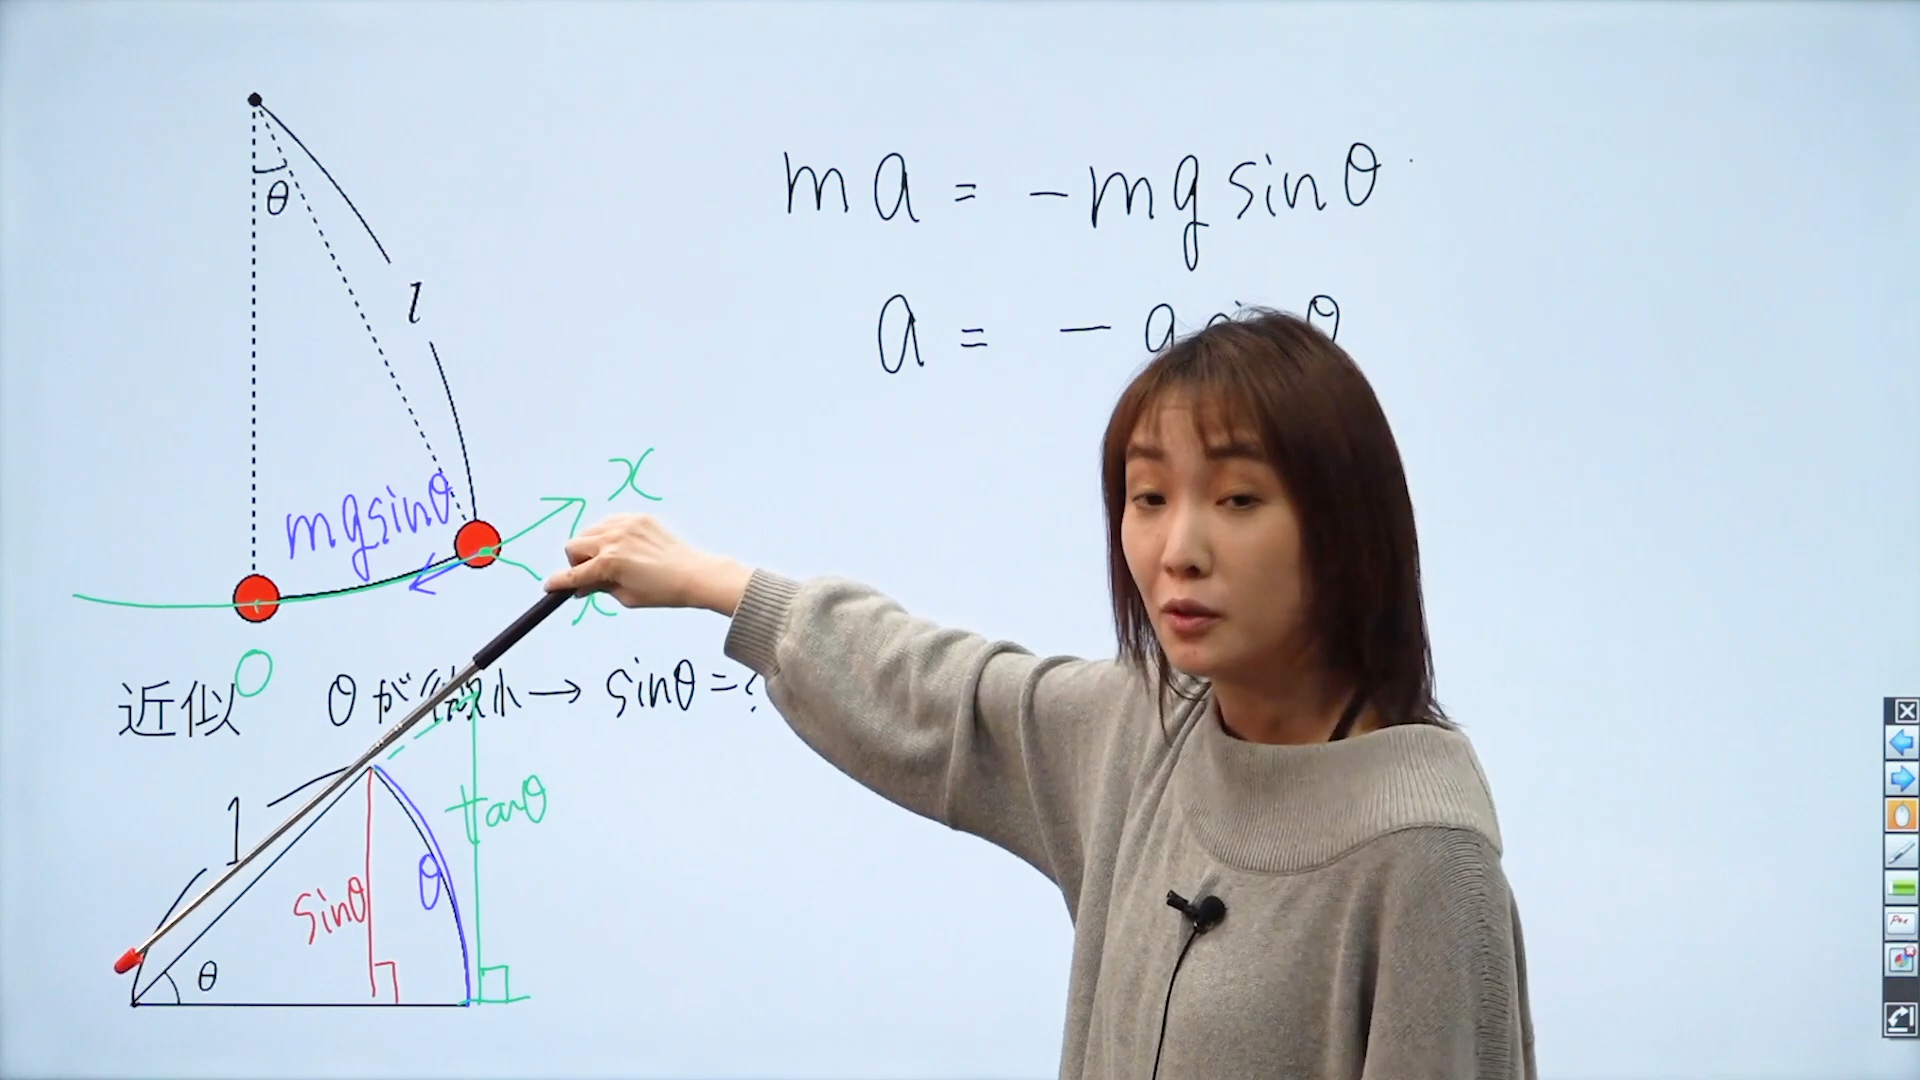 ma = -mg sinθ
θ
l
a =
x
mg sinθ
x
O
近似 θが微小→ sinθ=?
1
tanθ
sinθ
θ
θ